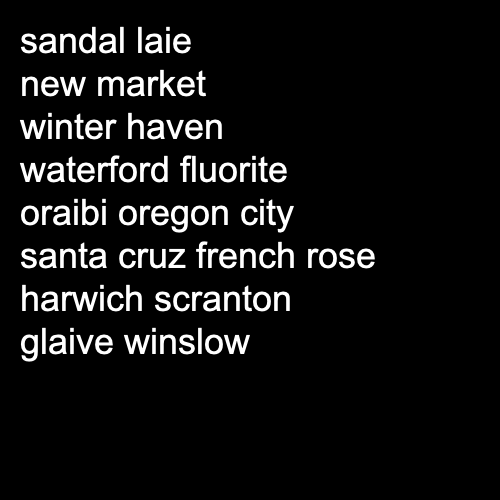 sandal laie
new market
winter haven
waterford fluorite
oraibi oregon city
santa cruz french rose
harwich scranton
glaive winslow